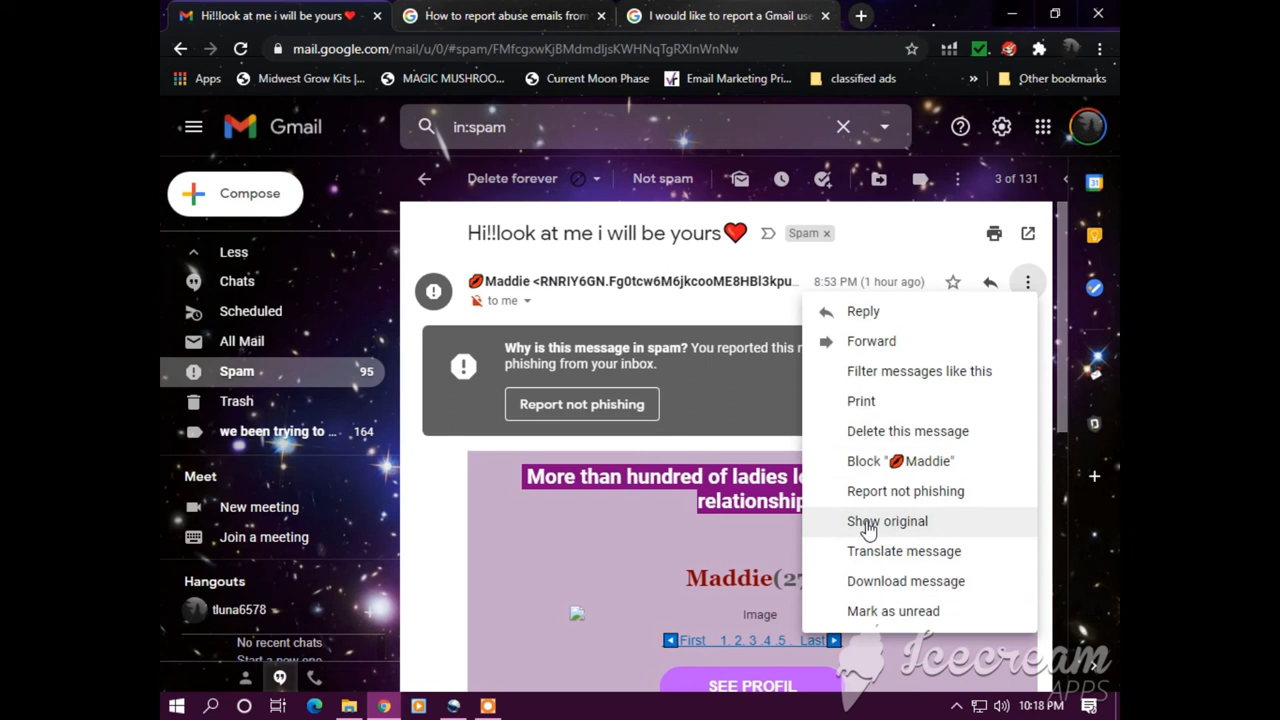 Hi!!look at me i will be yours❤️
How to report abuse emails from
I would like to report a Gmail use
mail.google.com/mail/u/0/#spam/FMfcgxwKjBMdmdljsKWHNqTgRXlnWnNw
Apps
Midwest Grow Kits |...
MAGIC MUSHROO...
Current Moon Phase
Email Marketing Pri...
classified ads
»
Other bookmarks
Gmail
in:spam
Compose
Delete forever
Not spam
3 of 131
Less
Chats
Scheduled
All Mail
Spam 95
Trash
we been trying to ... 164
Meet
New meeting
Join a meeting
Hangouts
tluna6578
No recent chats
Start a new one
Hi!!look at me i will be yours❤️
Spam x
💋Maddie <RNRIY6GN.Fg0tcw6M6jkcooME8HBl3kpu...
8:53 PM (1 hour ago)
to me
Why is this message in spam? You reported this
phishing from your inbox.
Report not phishing
More than hundred of ladies
relationship
Maddie(27
Image
First 1. 2. 3 .4 .5 . Last
SEE PROFIL
Reply
Forward
Filter messages like this
Print
Delete this message
Block "💋Maddie"
Report not phishing
Show original
Translate message
Download message
Mark as unread
Icecream
APPS
10:18 PM